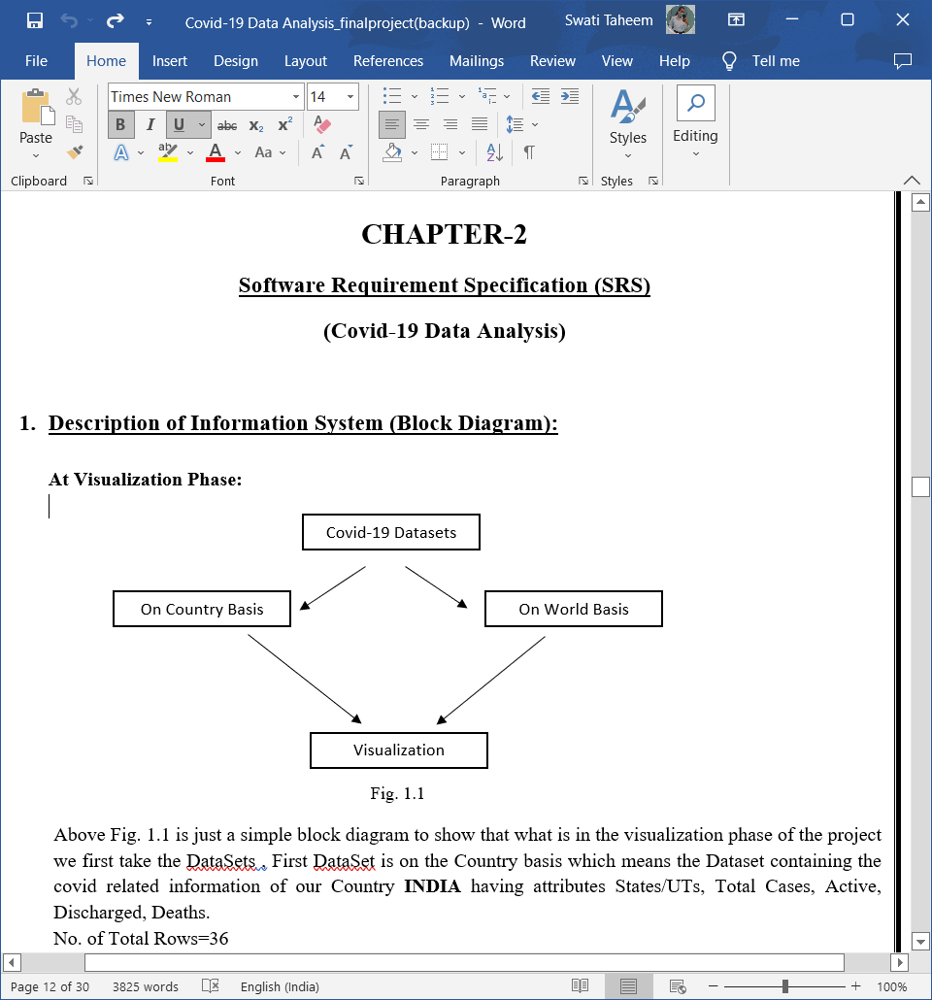 Covid-19 Data Analysis_finalproject(backup) - Word Swati Taheem
File Home Insert Design Layout References Mailings Review View Help Tell me
Times New Roman 14
Paste
B I U abc x₂ x²
A ab A Aa A A
Styles Editing
Clipboard Font Paragraph Styles
CHAPTER-2
Software Requirement Specification (SRS)
(Covid-19 Data Analysis)
1. Description of Information System (Block Diagram):
At Visualization Phase:
Covid-19 Datasets
On Country Basis On World Basis
Visualization
Fig. 1.1
Above Fig. 1.1 is just a simple block diagram to show that what is in the visualization phase of the project
we first take the DataSets . First DataSet is on the Country basis which means the Dataset containing the
covid related information of our Country INDIA having attributes States/UTs, Total Cases, Active,
Discharged, Deaths.
No. of Total Rows=36
Page 12 of 30 3825 words English (India) 100%